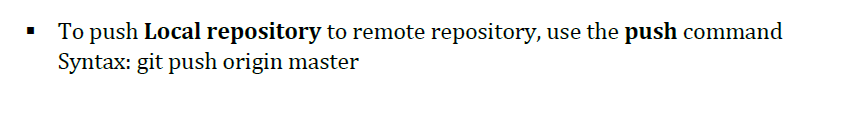 ▪ To push Local repository to remote repository, use the push command
Syntax: git push origin master